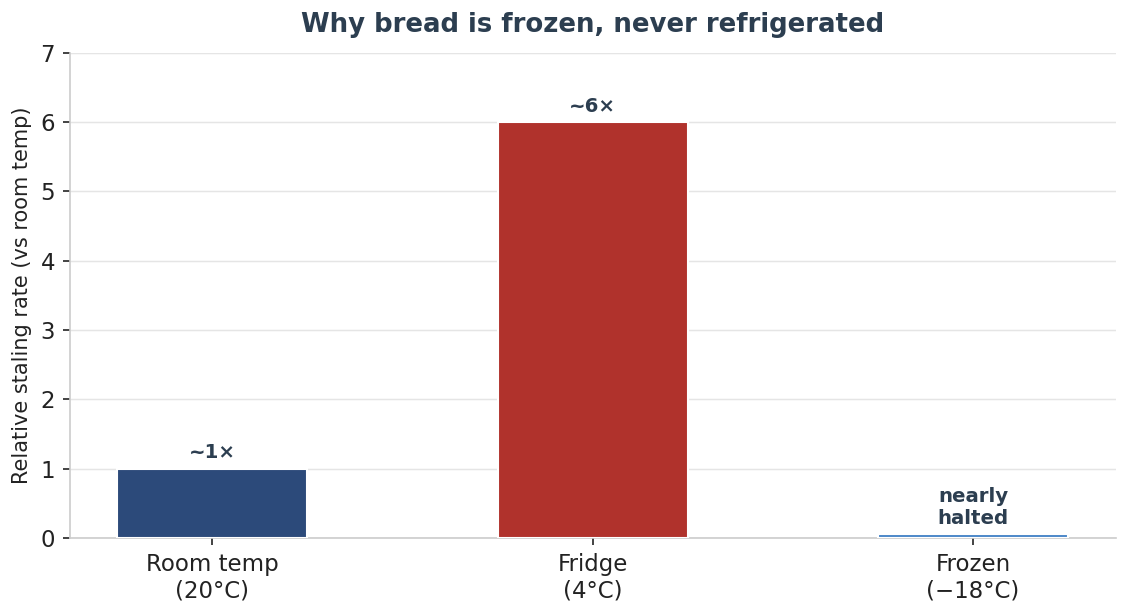 Why bread is frozen, never refrigerated
Relative staling rate (vs room temp)
7
6
5
4
3
2
1
0
~1×
~6×
nearly
halted
Room temp
(20°C)
Fridge
(4°C)
Frozen
(−18°C)